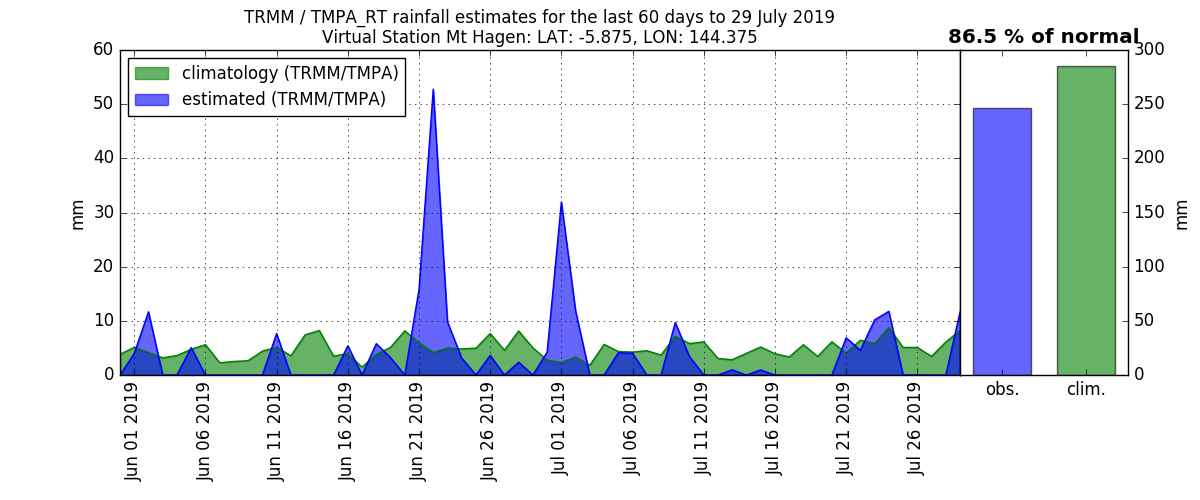 TRMM / TMPA_RT rainfall estimates for the last 60 days to 29 July 2019
Virtual Station Mt Hagen: LAT: -5.875, LON: 144.375
86.5 % of normal
climatology (TRMM/TMPA)
estimated (TRMM/TMPA)
60
50
40
30
20
10
0
mm
Jun 01 2019
Jun 06 2019
Jun 11 2019
Jun 16 2019
Jun 21 2019
Jun 26 2019
Jul 01 2019
Jul 06 2019
Jul 11 2019
Jul 16 2019
Jul 21 2019
Jul 26 2019
obs.
clim.
300
250
200
150
100
50
0
mm